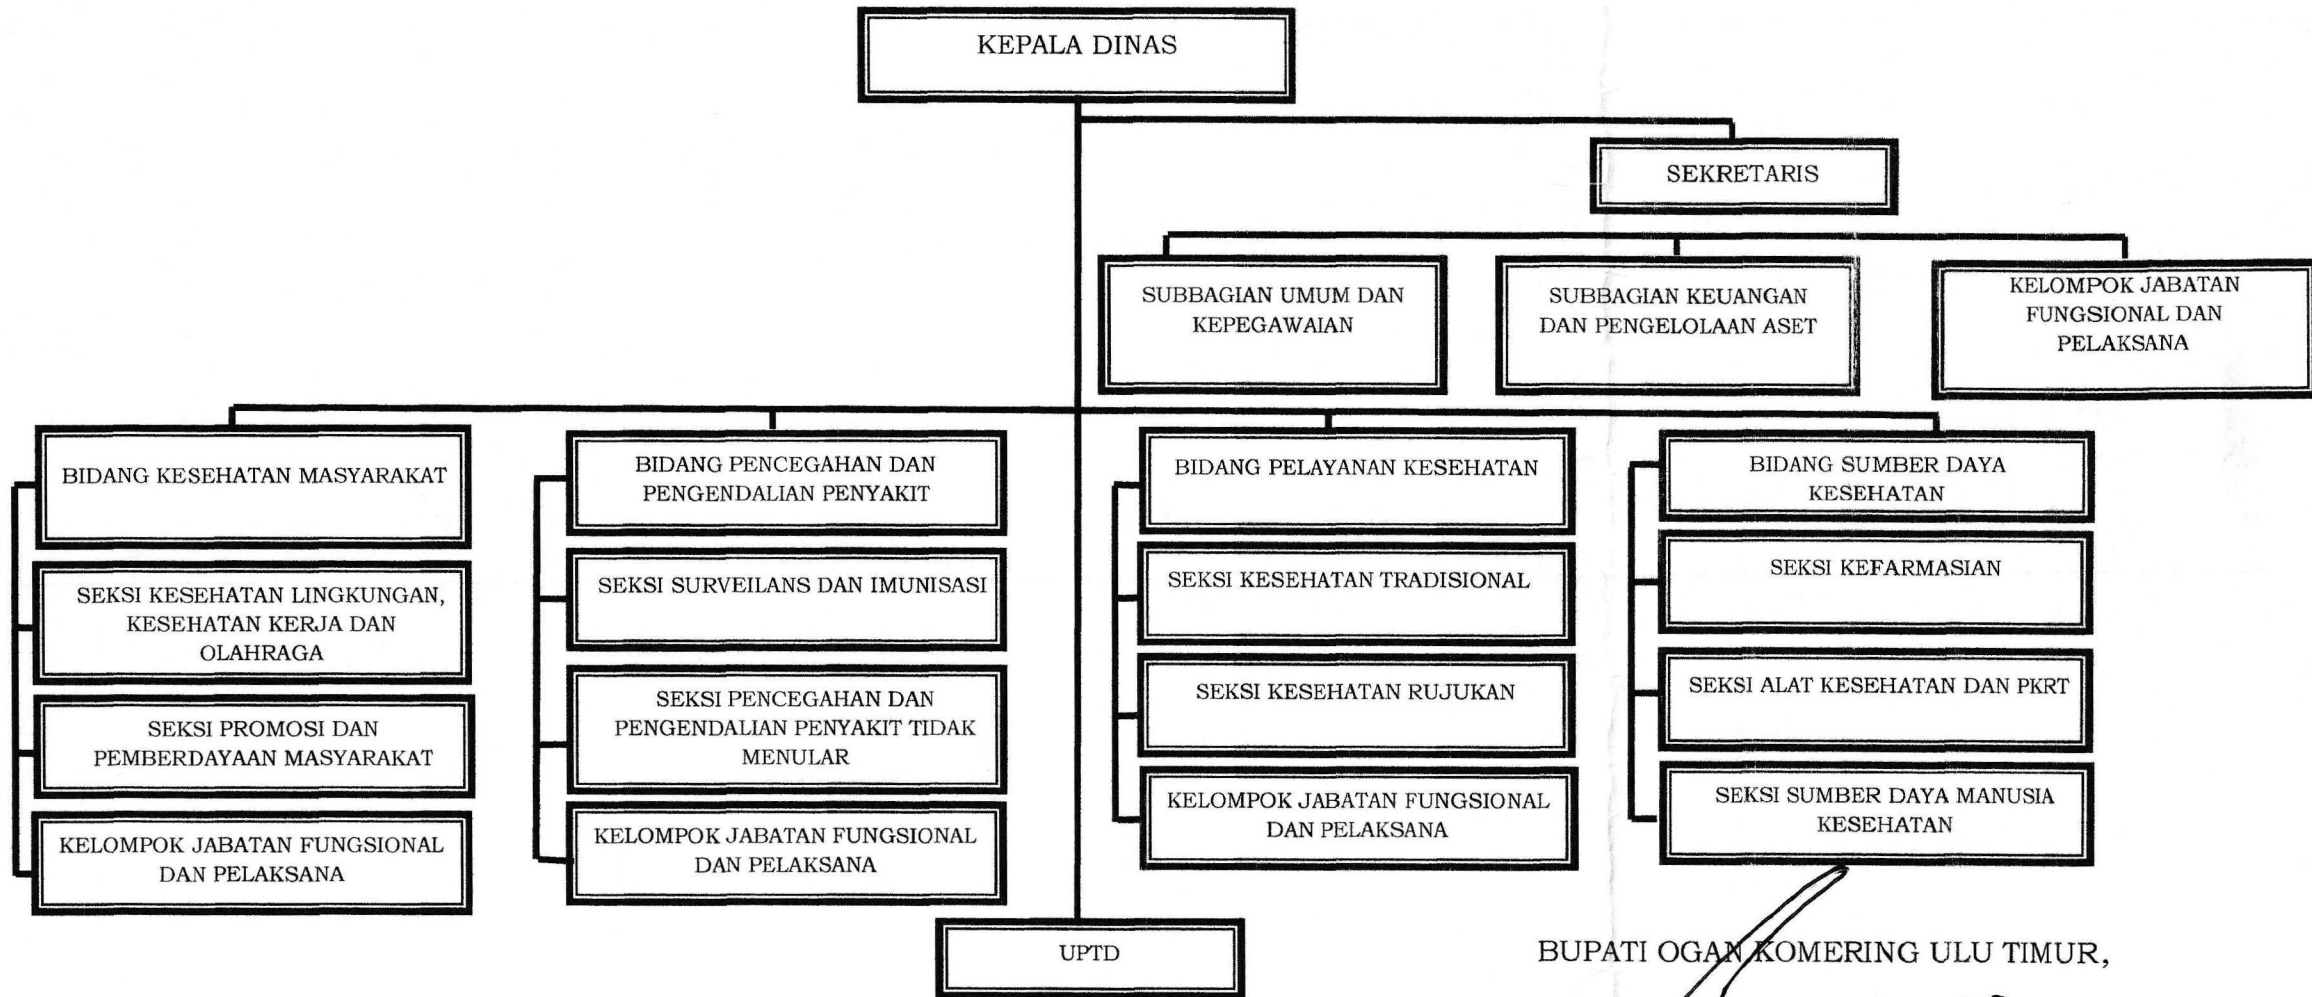 KEPALA DINAS
SEKRETARIS
SUBBAGIAN UMUM DAN
KEPEGAWAIAN
SUBBAGIAN KEUANGAN
DAN PENGELOLAAN ASET
KELOMPOK JABATAN
FUNGSIONAL DAN
PELAKSANA
BIDANG KESEHATAN MASYARAKAT
SEKSI KESEHATAN LINGKUNGAN,
KESEHATAN KERJA DAN
OLAHRAGA
SEKSI PROMOSI DAN
PEMBERDAYAAN MASYARAKAT
KELOMPOK JABATAN FUNGSIONAL
DAN PELAKSANA
BIDANG PENCEGAHAN DAN
PENGENDALIAN PENYAKIT
SEKSI SURVEILANS DAN IMUNISASI
SEKSI PENCEGAHAN DAN
PENGENDALIAN PENYAKIT TIDAK
MENULAR
KELOMPOK JABATAN FUNGSIONAL
DAN PELAKSANA
BIDANG PELAYANAN KESEHATAN
SEKSI KESEHATAN TRADISIONAL
SEKSI KESEHATAN RUJUKAN
KELOMPOK JABATAN FUNGSIONAL
DAN PELAKSANA
BIDANG SUMBER DAYA
KESEHATAN
SEKSI KEFARMASIAN
SEKSI ALAT KESEHATAN DAN PKRT
SEKSI SUMBER DAYA MANUSIA
KESEHATAN
UPTD
BUPATI OGAN KOMERING ULU TIMUR,